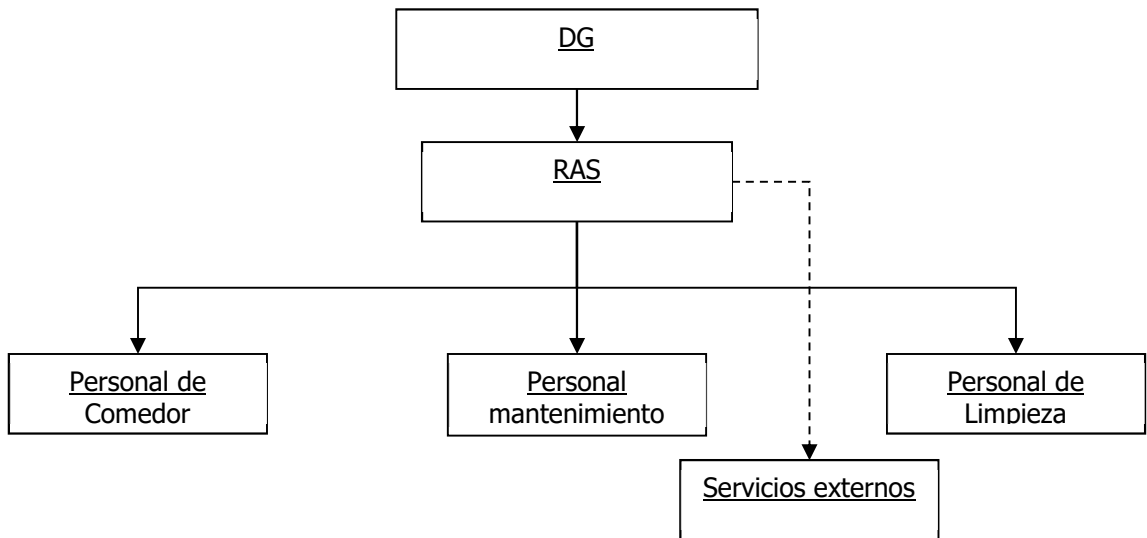 DG
RAS
Personal de
Comedor
Personal
mantenimiento
Personal de
Limpieza
Servicios externos